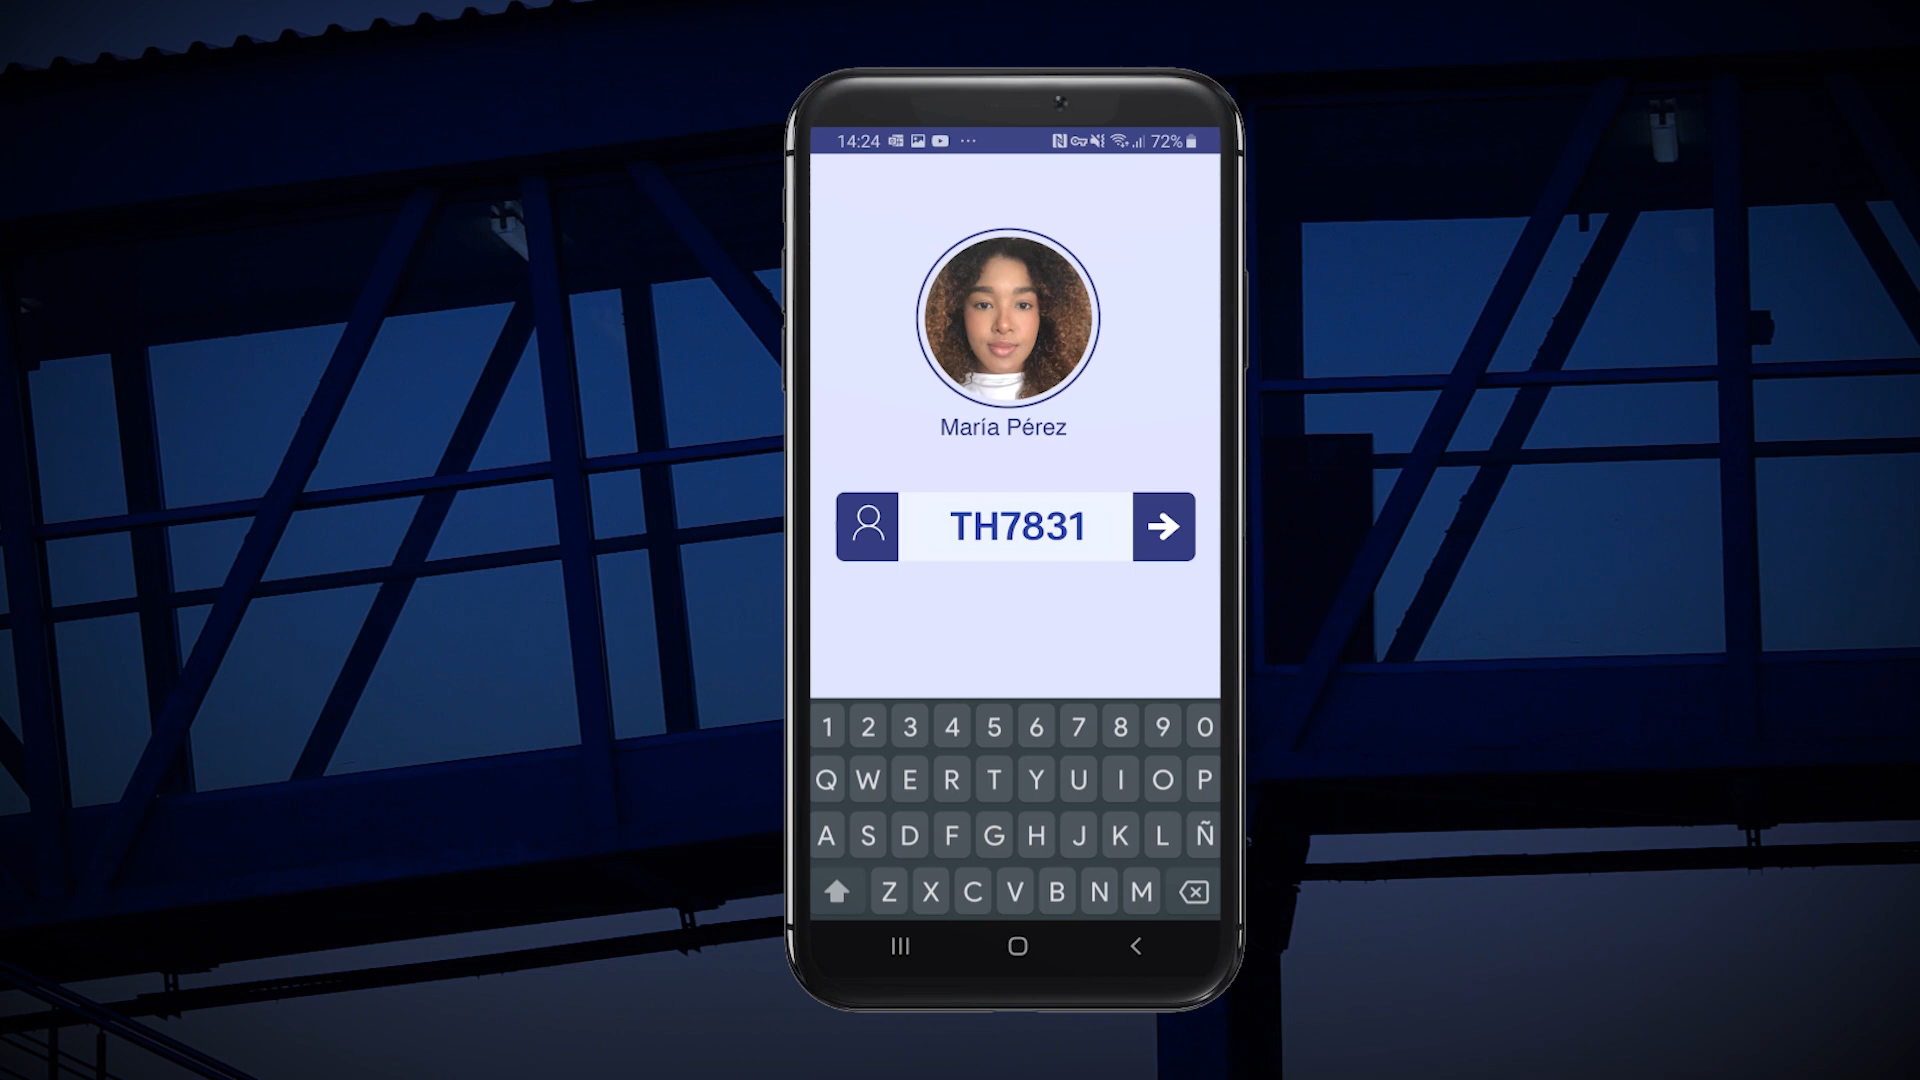 14:24 72%
María Pérez
TH7831
1 2 3 4 5 6 7 8 9 0
Q W E R T Y U I O P
A S D F G H J K L Ñ
Z X C V B N M